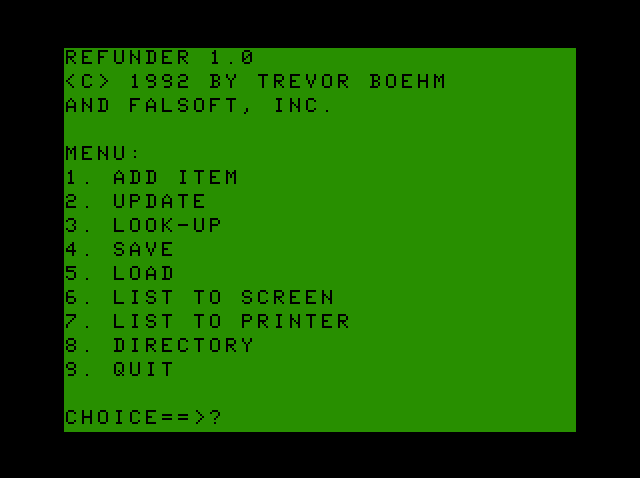 REFUNDER 1.0
<C> 1992 BY TREVOR BOEHM
AND FALSOFT, INC.
MENU:
1. ADD ITEM
2. UPDATE
3. LOOK-UP
4. SAVE
5. LOAD
6. LIST TO SCREEN
7. LIST TO PRINTER
8. DIRECTORY
9. QUIT
CHOICE==>?